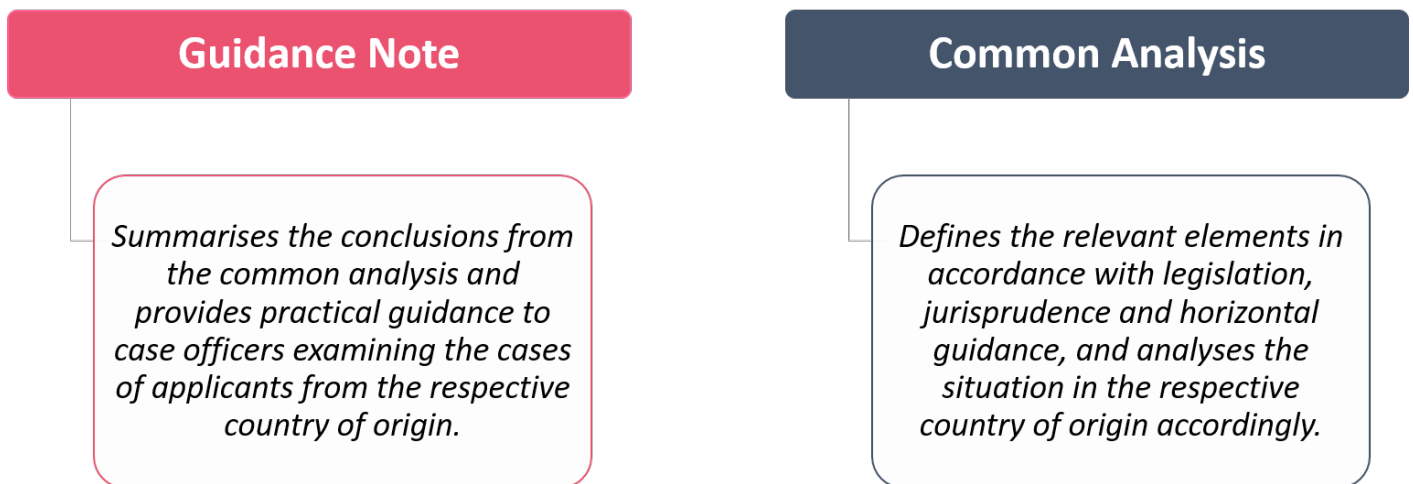 Guidance Note
Summarises the conclusions from
the common analysis and
provides practical guidance to
case officers examining the cases
of applicants from the respective
country of origin.
Common Analysis
Defines the relevant elements in
accordance with legislation,
jurisprudence and horizontal
guidance, and analyses the
situation in the respective
country of origin accordingly.